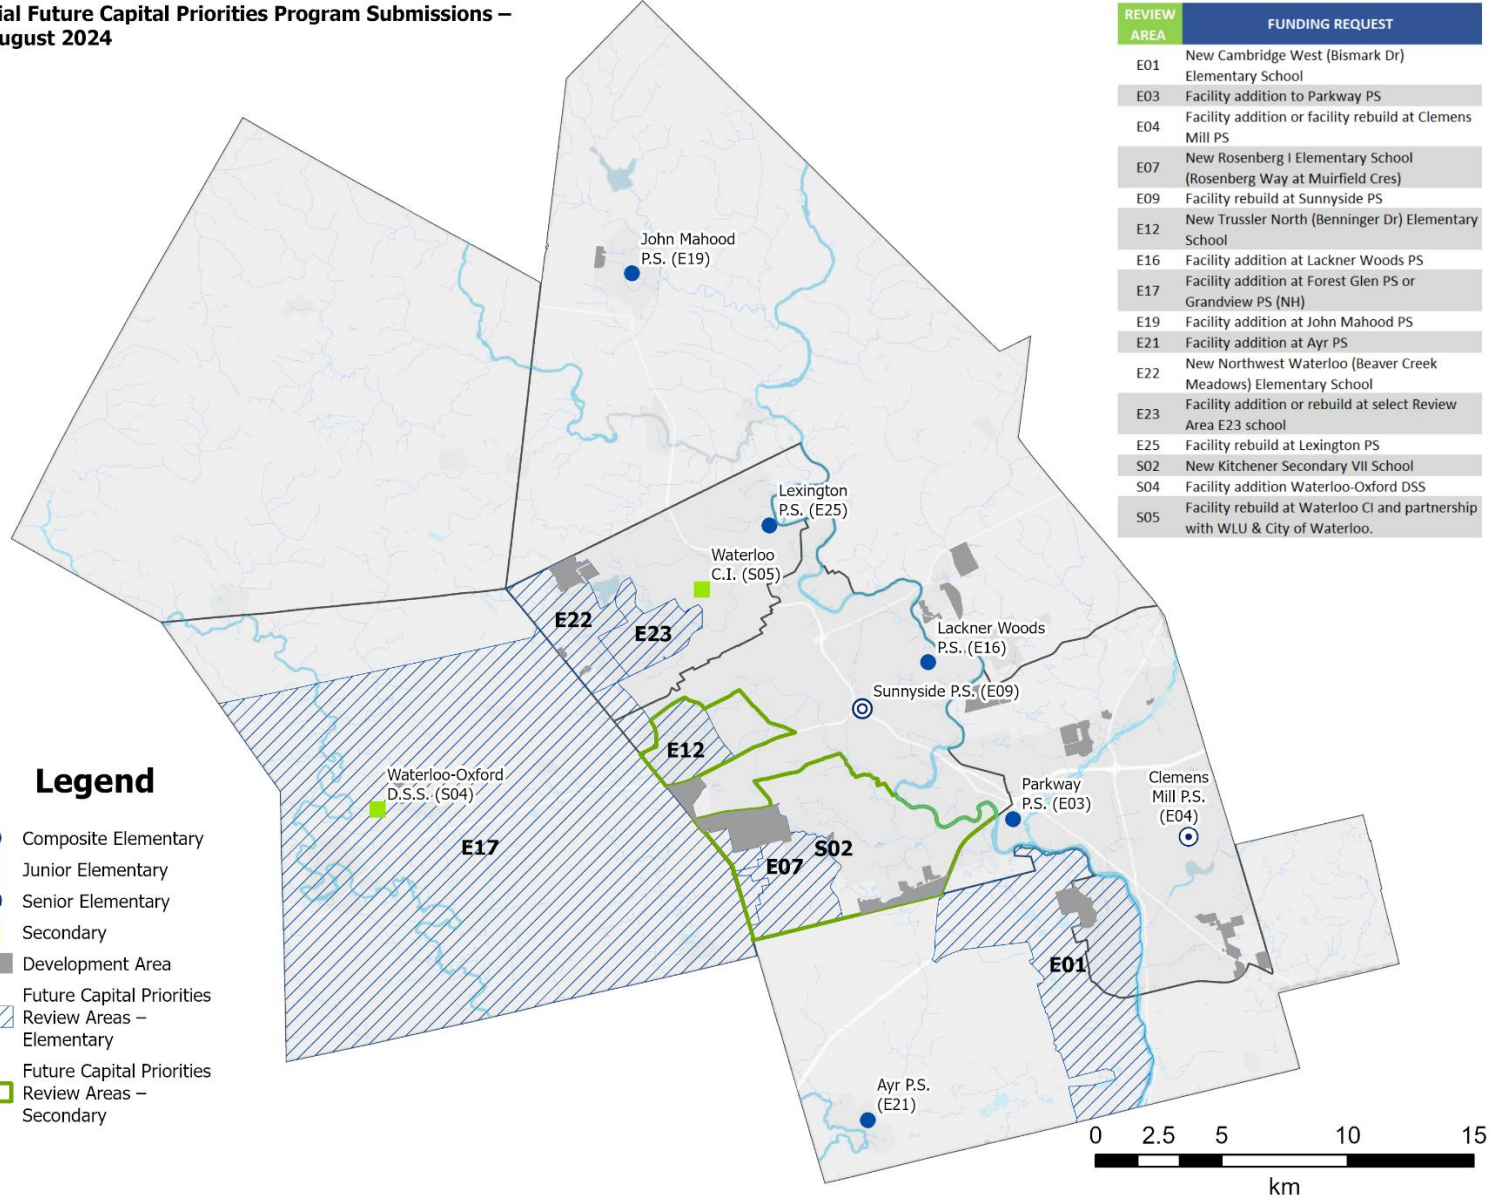 ial Future Capital Priorities Program Submissions –
ugust 2024
REVIEW AREA FUNDING REQUEST
E01 New Cambridge West (Bismark Dr)
Elementary School
E03 Facility addition to Parkway PS
E04 Facility addition or facility rebuild at Clemens
Mill PS
E07 New Rosenberg I Elementary School
(Rosenberg Way at Muirfield Cres)
E09 Facility rebuild at Sunnyside PS
E12 New Trussler North (Benninger Dr) Elementary
School
E16 Facility addition at Lackner Woods PS
E17 Facility addition at Forest Glen PS or
Grandview PS (NH)
E19 Facility addition at John Mahood PS
E21 Facility addition at Ayr PS
E22 New Northwest Waterloo (Beaver Creek
Meadows) Elementary School
E23 Facility addition or rebuild at select Review
Area E23 school
E25 Facility rebuild at Lexington PS
S02 New Kitchener Secondary VII School
S04 Facility addition Waterloo-Oxford DSS
S05 Facility rebuild at Waterloo CI and partnership
with WLU & City of Waterloo.
John Mahood
P.S. (E19)
Lexington
P.S. (E25)
Waterloo
C.I. (S05)
E22
E23
Lackner Woods
P.S. (E16)
Sunnyside P.S. (E09)
E12
Waterloo-Oxford
D.S.S. (S04)
Parkway
P.S. (E03)
Clemens
Mill P.S.
(E04)
E17
S02
E07
E01
Ayr P.S.
(E21)
Legend
Composite Elementary
Junior Elementary
Senior Elementary
Secondary
Development Area
Future Capital Priorities
Review Areas –
Elementary
Future Capital Priorities
Review Areas –
Secondary
0 2.5 5 10 15
km